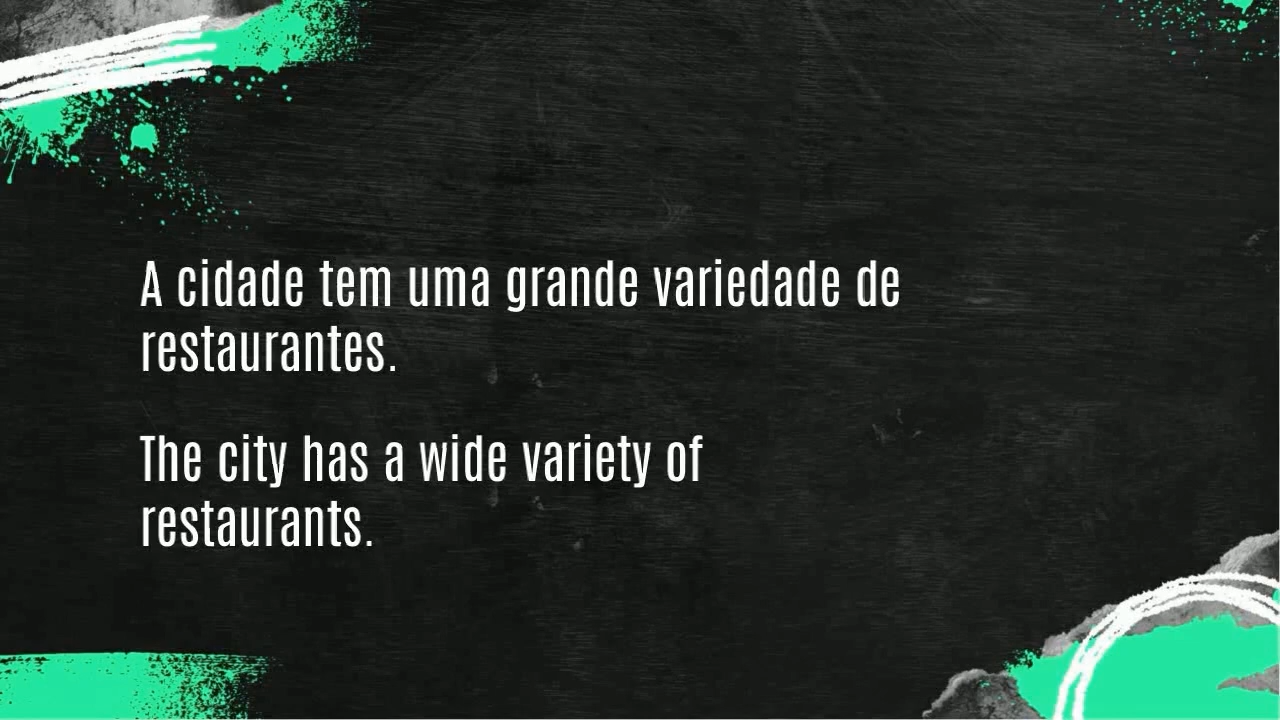 A cidade tem uma grande variedade de
restaurantes.
The city has a wide variety of
restaurants.